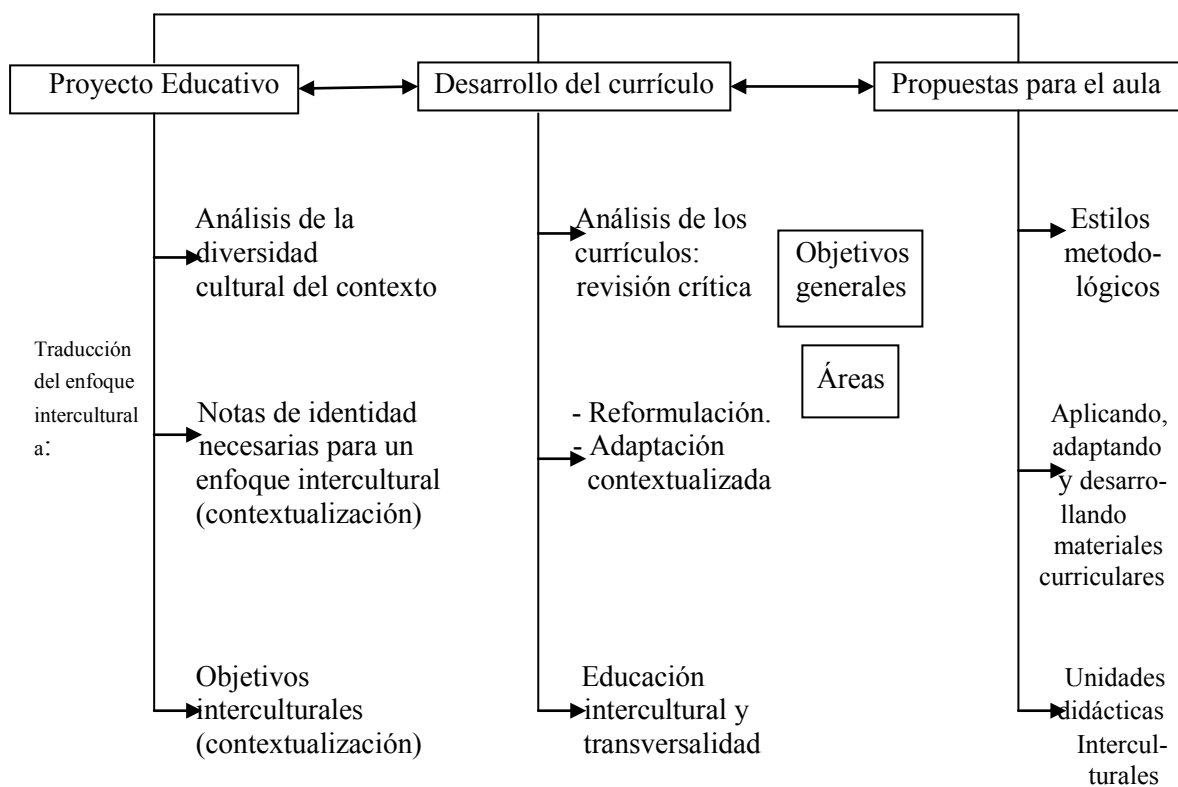 Proyecto Educativo
Desarrollo del currículo
Propuestas para el aula
Traducción
del enfoque
intercultural
a:
Análisis de la
diversidad
cultural del contexto
Notas de identidad
necesarias para un
enfoque intercultural
(contextualización)
Objetivos
interculturales
(contextualización)
Análisis de los
currículos:
revisión crítica
Objetivos
generales
Áreas
- Reformulación.
- Adaptación
contextualizada
Educación
intercultural y
transversalidad
Estilos
metodo-
lógicos
Aplicando,
adaptando
y desarro-
llando
materiales
curriculares
Unidades
didácticas
Intercul-
turales